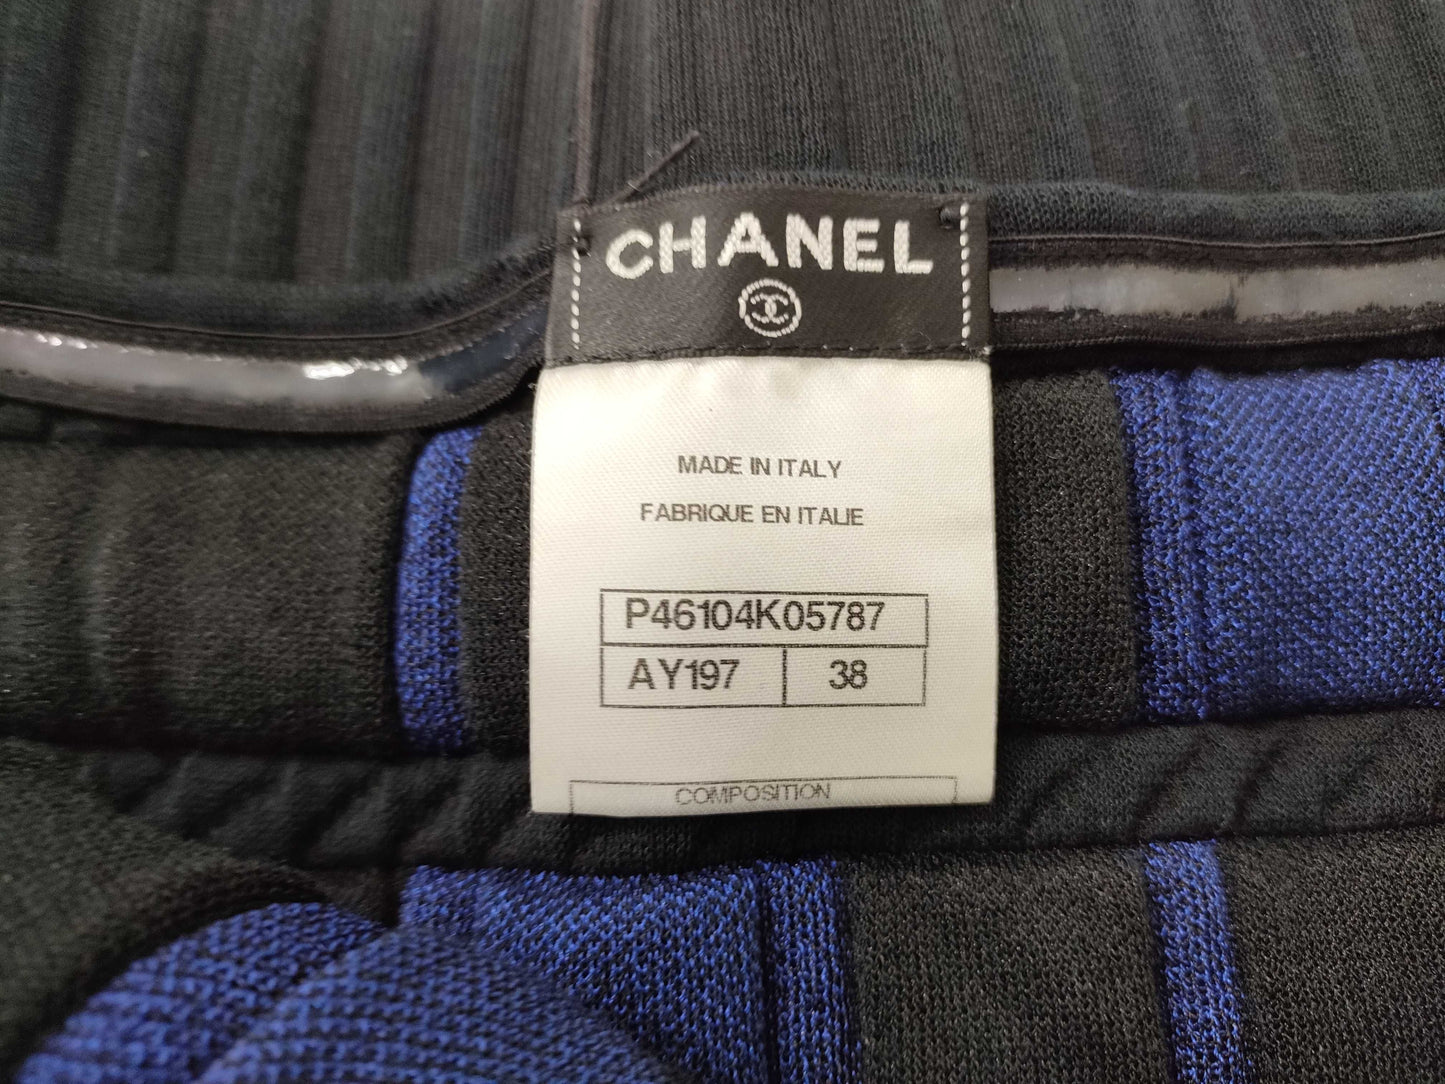 CHANEL
MADE IN ITALY
FABRIQUE EN ITALIE
P46104K05787
AY197 38
COMPOSITION